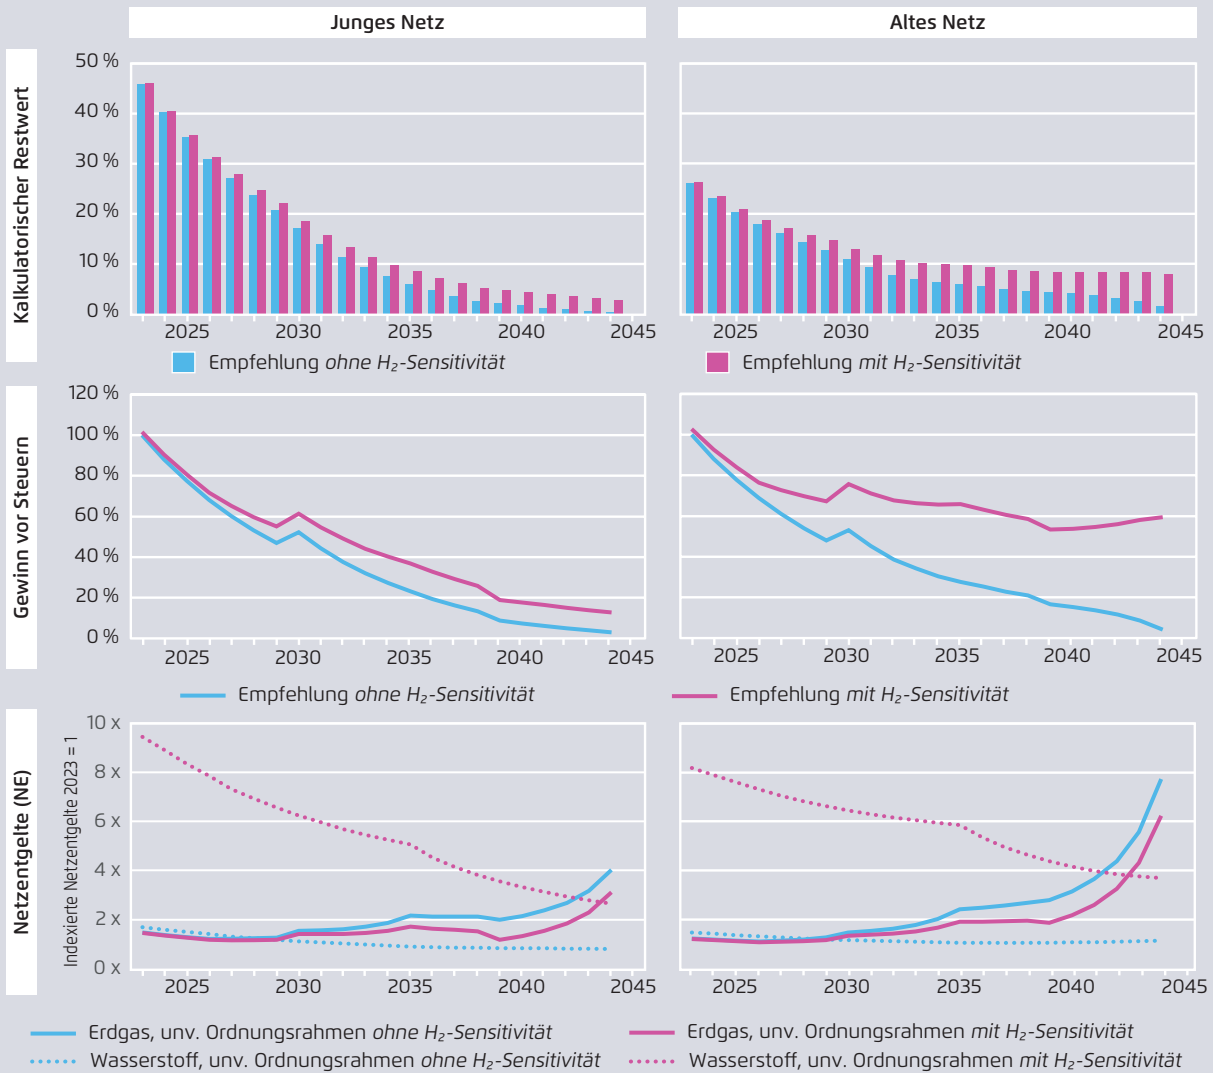 Junges Netz
Altes Netz
Kalkulatorischer Restwert
50 %
40 %
30 %
20 %
10 %
0 %
2025 2030 2035 2040 2045
2025 2030 2035 2040 2045
Empfehlung ohne H₂-Sensitivität
Empfehlung mit H₂-Sensitivität
Gewinn vor Steuern
120 %
100 %
80 %
60 %
40 %
20 %
0 %
2025 2030 2035 2040 2045
2025 2030 2035 2040 2045
Empfehlung ohne H₂-Sensitivität
Empfehlung mit H₂-Sensitivität
Netzentgelte (NE)
Indexierte Netzentgelte 2023 = 1
10 x
8 x
6 x
4 x
2 x
0 x
2025 2030 2035 2040 2045
2025 2030 2035 2040 2045
Erdgas, unv. Ordnungsrahmen ohne H₂-Sensitivität
Erdgas, unv. Ordnungsrahmen mit H₂-Sensitivität
Wasserstoff, unv. Ordnungsrahmen ohne H₂-Sensitivität
Wasserstoff, unv. Ordnungsrahmen mit H₂-Sensitivität